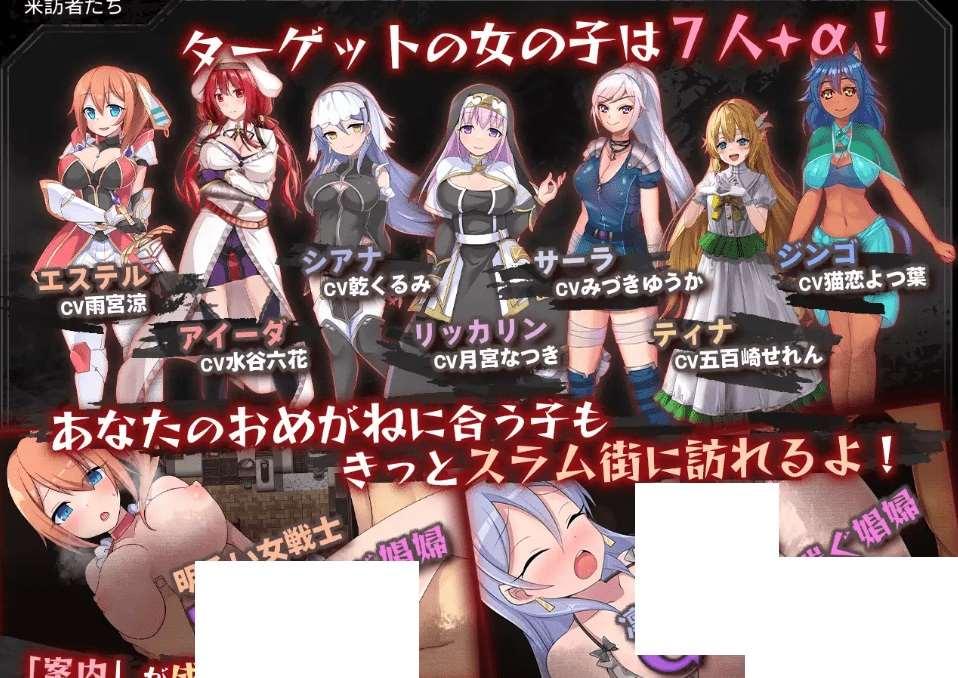 来訪者たち
ターゲットの女の子は7人+α！
エステル
CV雨宮涼
アイーダ
CV水谷六花
シアナ
CV乾くるみ
リッカリン
CV月宮なつき
サーラ
CVみづきゆうか
ティナ
CV五百崎せれん
ジンゴ
CV猫恋よつ葉
あなたのおめがねに合う子も
きっとスラム街に訪れるよ！
い女戦士
娼婦
ぐ娼婦
「案内」が